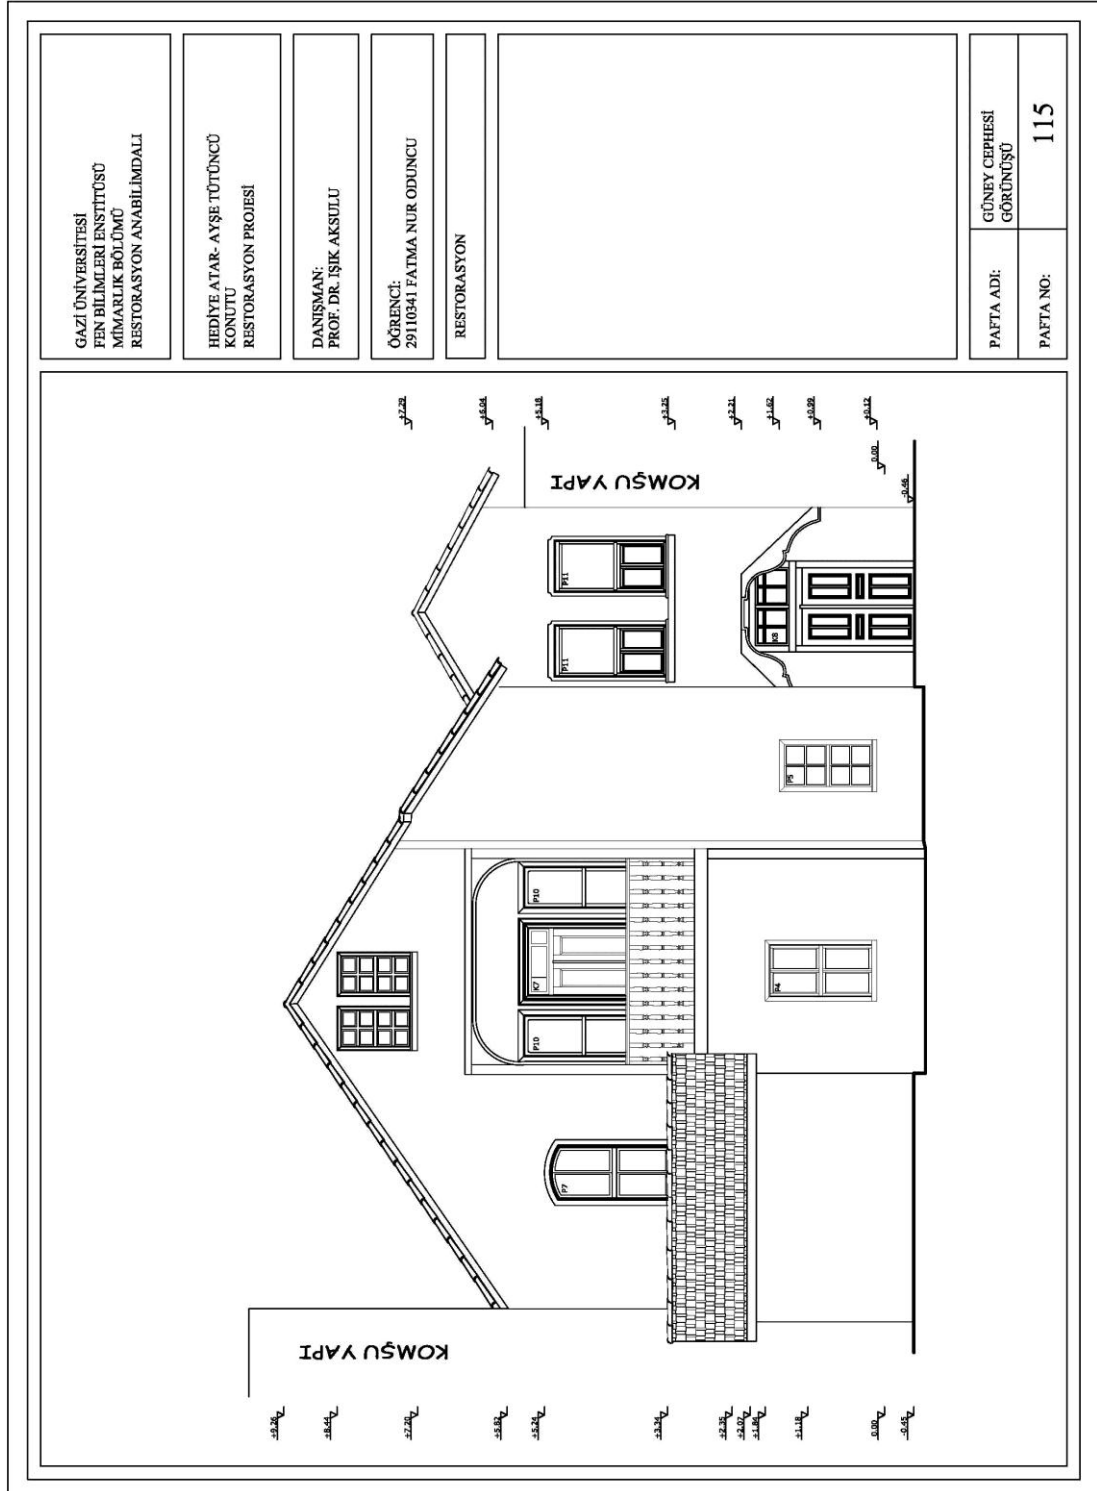 GAZİ ÜNİVERSİTESİ
FEN BİLİMLERİ ENSTİTÜSÜ
MİMARLIK BÖLÜMÜ
RESTORASYON ANABİLİMDALI
HEDİYE ATAR- AYŞE TÜTÜNCÜ
KONUTU
RESTORASYON PROJESİ
DANIŞMAN:
PROF. DR. IŞIK AKSULU
ÖĞRENCİ:
29110341 FATMA NUR ODUNCU
RESTORASYON
PAFTA ADI:
GÜNEY CEPHESİ
GÖRÜNÜŞÜ
PAFTA NO:
115
KOMŞU YAPI
KOMŞU YAPI
+9.26
+8.44
+7.20
+5.82
+5.24
+3.34
+2.35
+2.07
+1.84
+1.18
0.00
-0.45
+7.29
+6.04
+5.18
+3.25
+2.21
+1.62
+0.99
+0.12
0.00
-0.46
P7
P10
K7
P10
P4
P5
P11
P11
K8